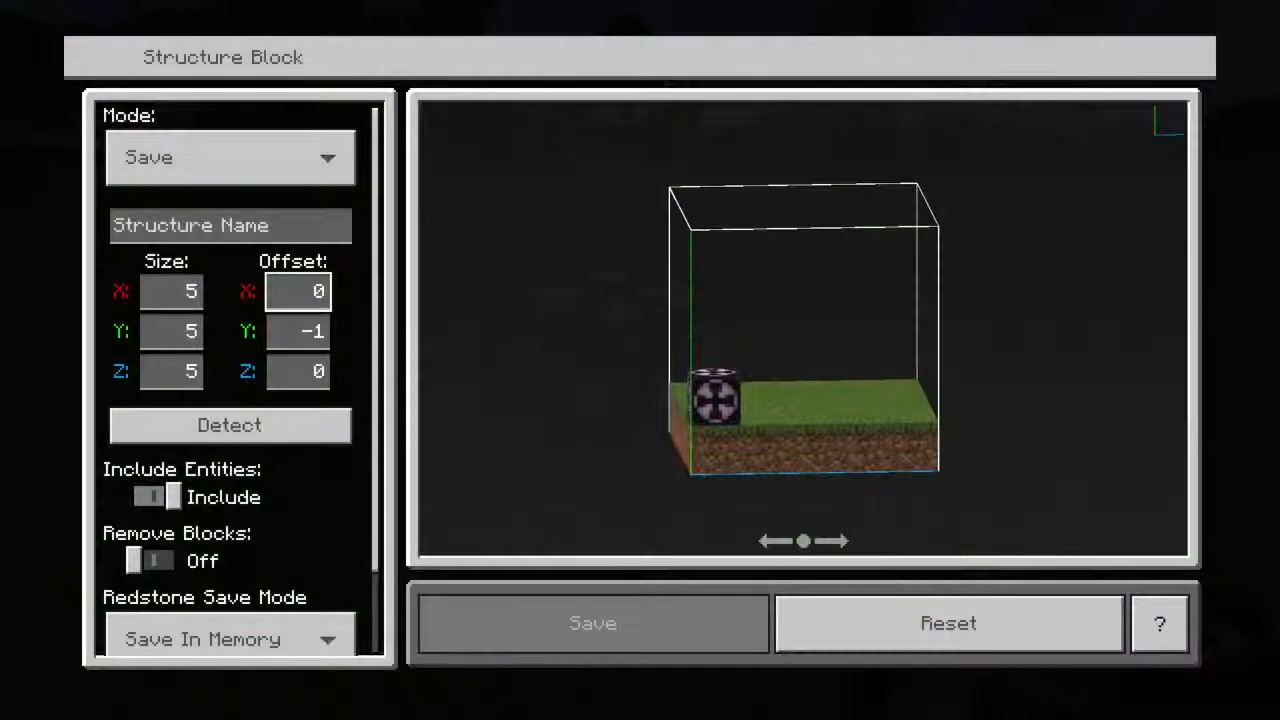 Structure Block
Mode:
Save
Structure Name
Size: Offset:
X: 5 X: 0
Y: 5 Y: -1
Z: 5 Z: 0
Detect
Include Entities:
Include
Remove Blocks:
Off
Redstone Save Mode
Save In Memory
Save Reset ?